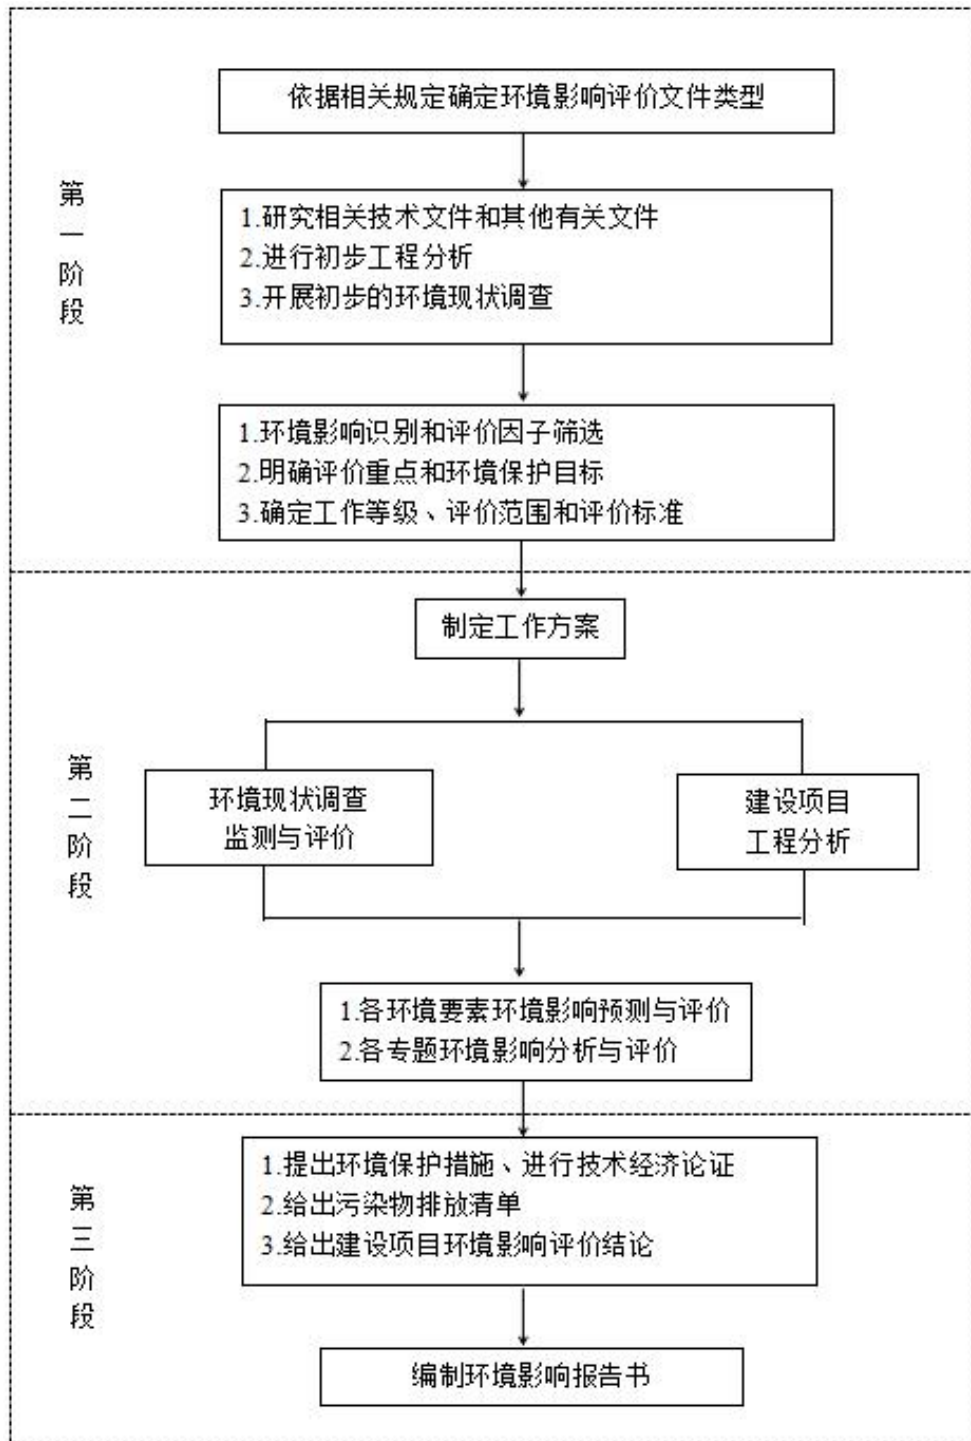 依据相关规定确定环境影响评价文件类型
第一阶段
1.研究相关技术文件和其他有关文件
2.进行初步工程分析
3.开展初步的环境现状调查
1.环境影响识别和评价因子筛选
2.明确评价重点和环境保护目标
3.确定工作等级、评价范围和评价标准
制定工作方案
第二阶段
环境现状调查
监测与评价
建设项目
工程分析
1.各环境要素环境影响预测与评价
2.各专题环境影响分析与评价
第三阶段
1.提出环境保护措施、进行技术经济论证
2.给出污染物排放清单
3.给出建设项目环境影响评价结论
编制环境影响报告书